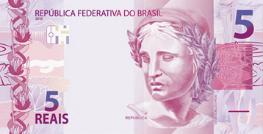 REPÚBLICA FEDERATIVA DO BRASIL
5
5
REAIS
REPÚBLICA